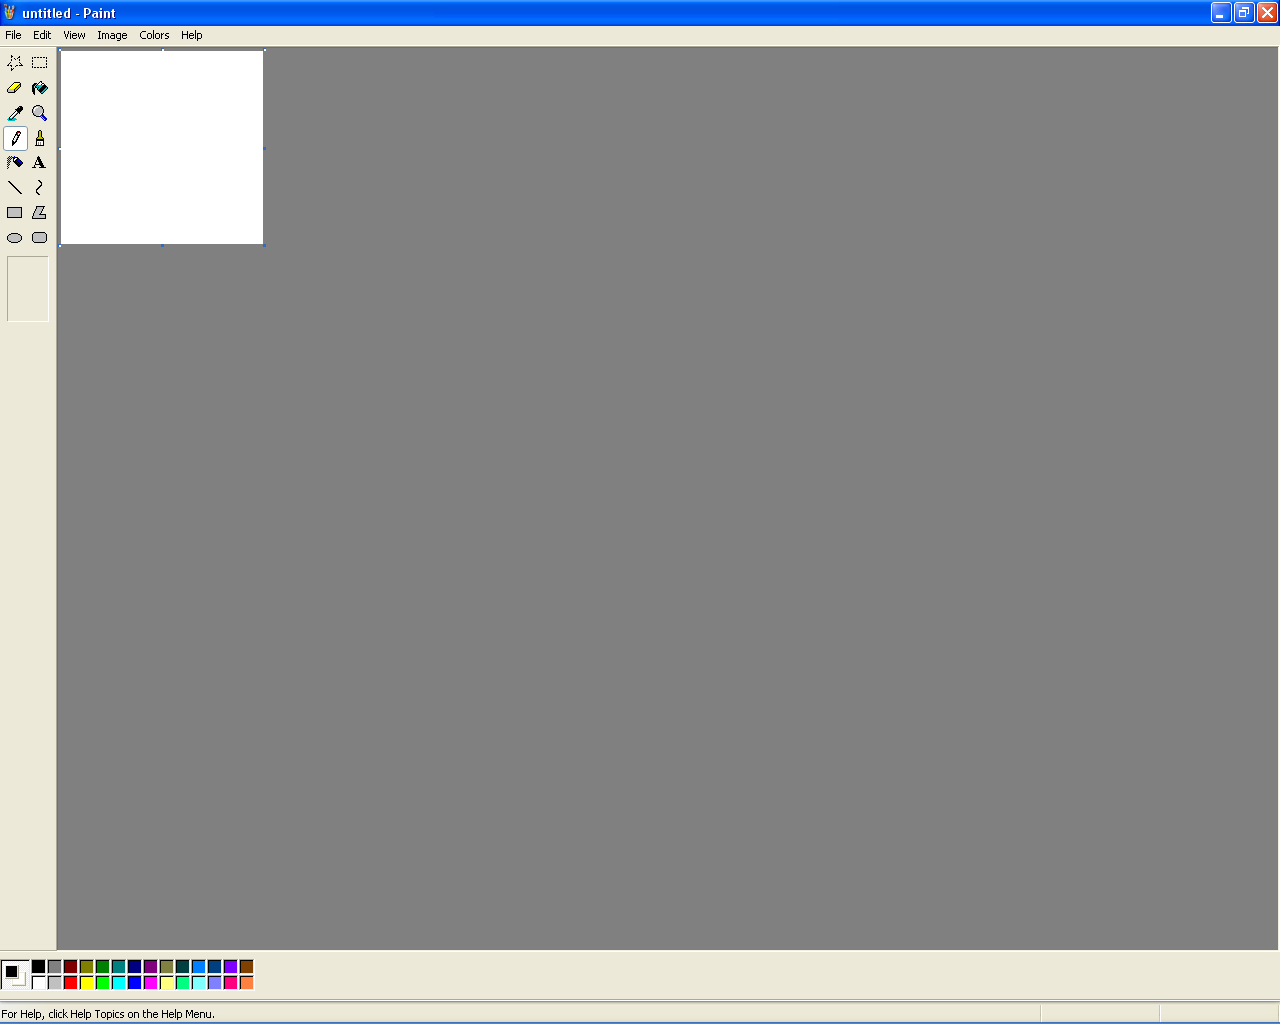 untitled - Paint
File Edit View Image Colors Help
A
For Help, click Help Topics on the Help Menu.